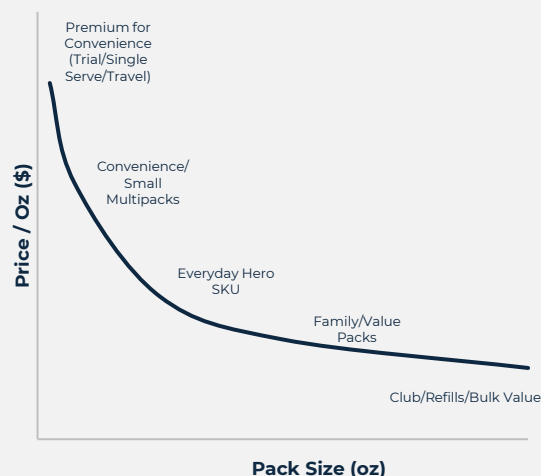 Premium for
Convenience
(Trial/Single
Serve/Travel)
Convenience/
Small
Multipacks
Price / Oz ($)
Everyday Hero
SKU
Family/Value
Packs
Club/Refills/Bulk Value
Pack Size (oz)